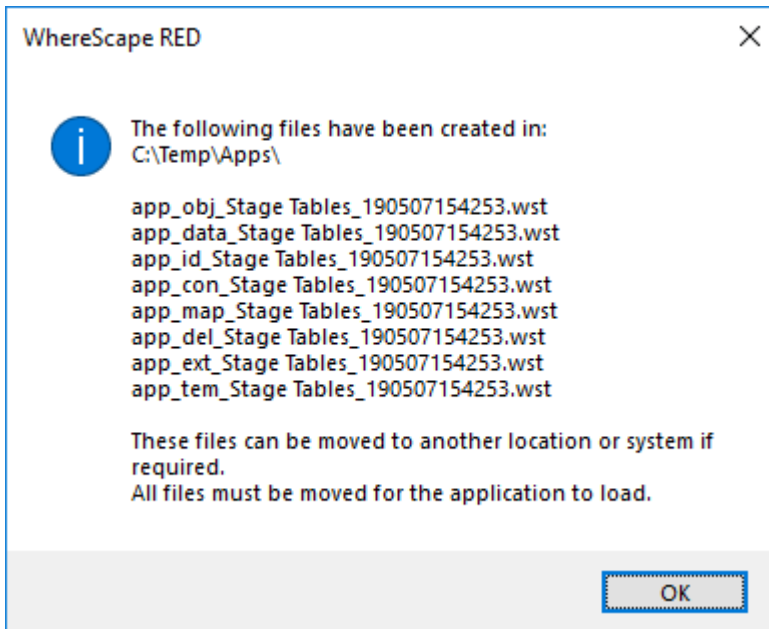 WhereScape RED
The following files have been created in:
C:\Temp\Apps\
app_obj_Stage Tables_190507154253.wst
app_data_Stage Tables_190507154253.wst
app_id_Stage Tables_190507154253.wst
app_con_Stage Tables_190507154253.wst
app_map_Stage Tables_190507154253.wst
app_del_Stage Tables_190507154253.wst
app_ext_Stage Tables_190507154253.wst
app_tem_Stage Tables_190507154253.wst
These files can be moved to another location or system if
required.
All files must be moved for the application to load.
OK